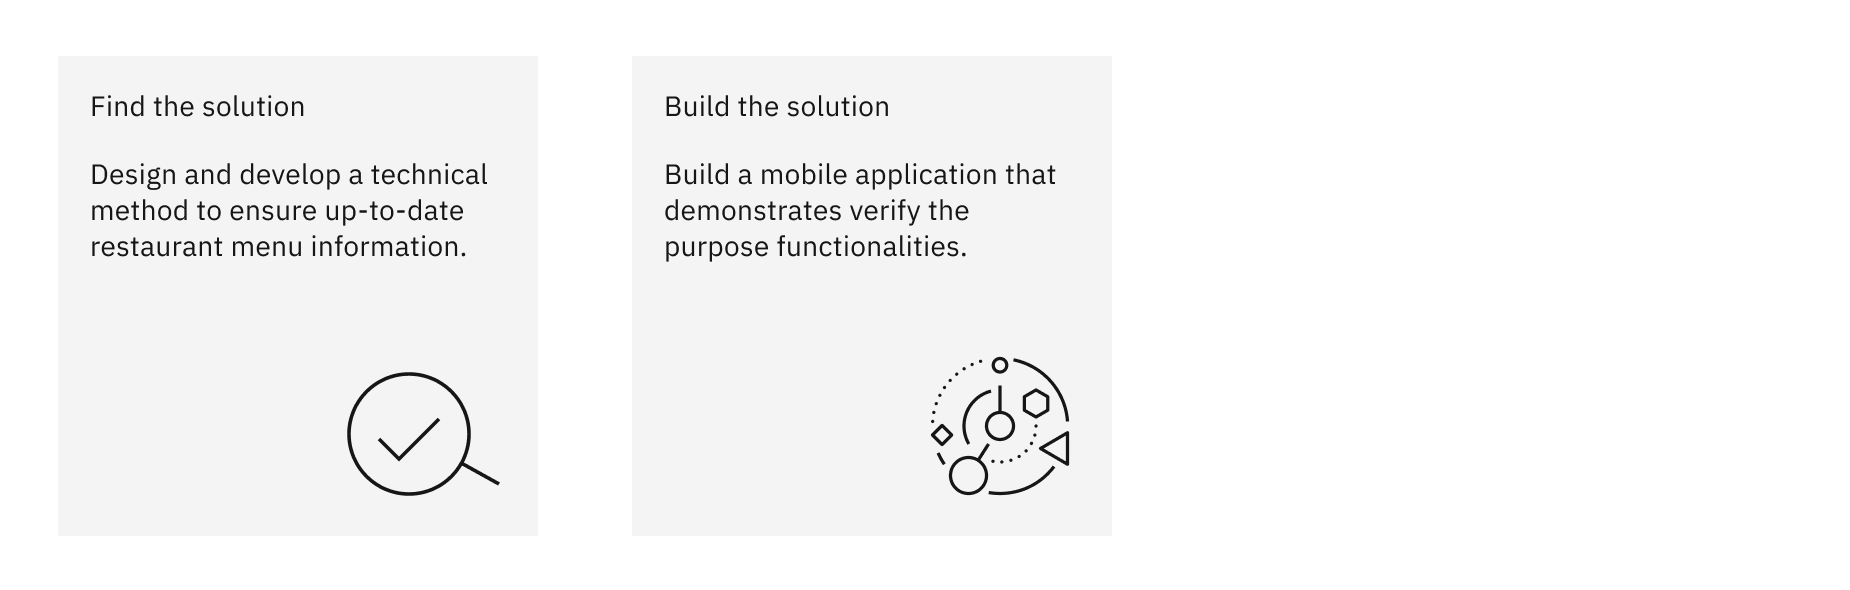 Find the solution
Design and develop a technical
method to ensure up-to-date
restaurant menu information.
Build the solution
Build a mobile application that
demonstrates verify the
purpose functionalities.